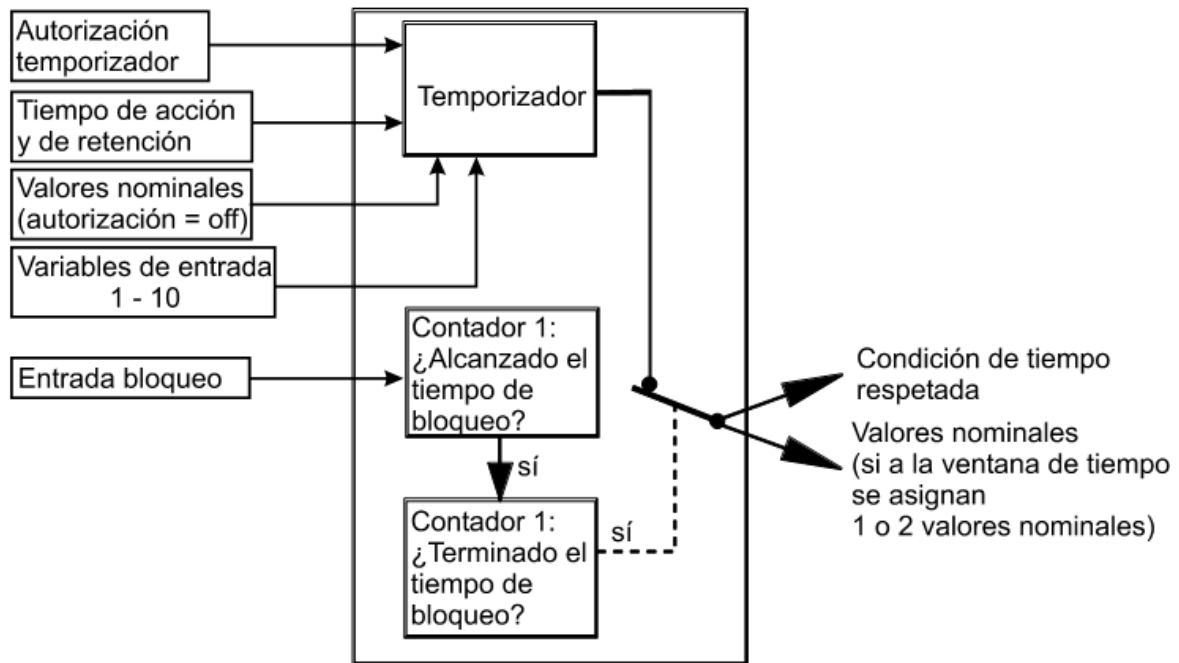 Autorización
temporizador
Tiempo de acción
y de retención
Valores nominales
(autorización = off)
Variables de entrada
1 - 10
Entrada bloqueo
Temporizador
Contador 1:
¿Alcanzado el
tiempo de
bloqueo?
sí
Contador 1:
¿Terminado el
tiempo de
bloqueo?
sí
Condición de tiempo
respetada
Valores nominales
(si a la ventana de tiempo
se asignan
1 o 2 valores nominales)